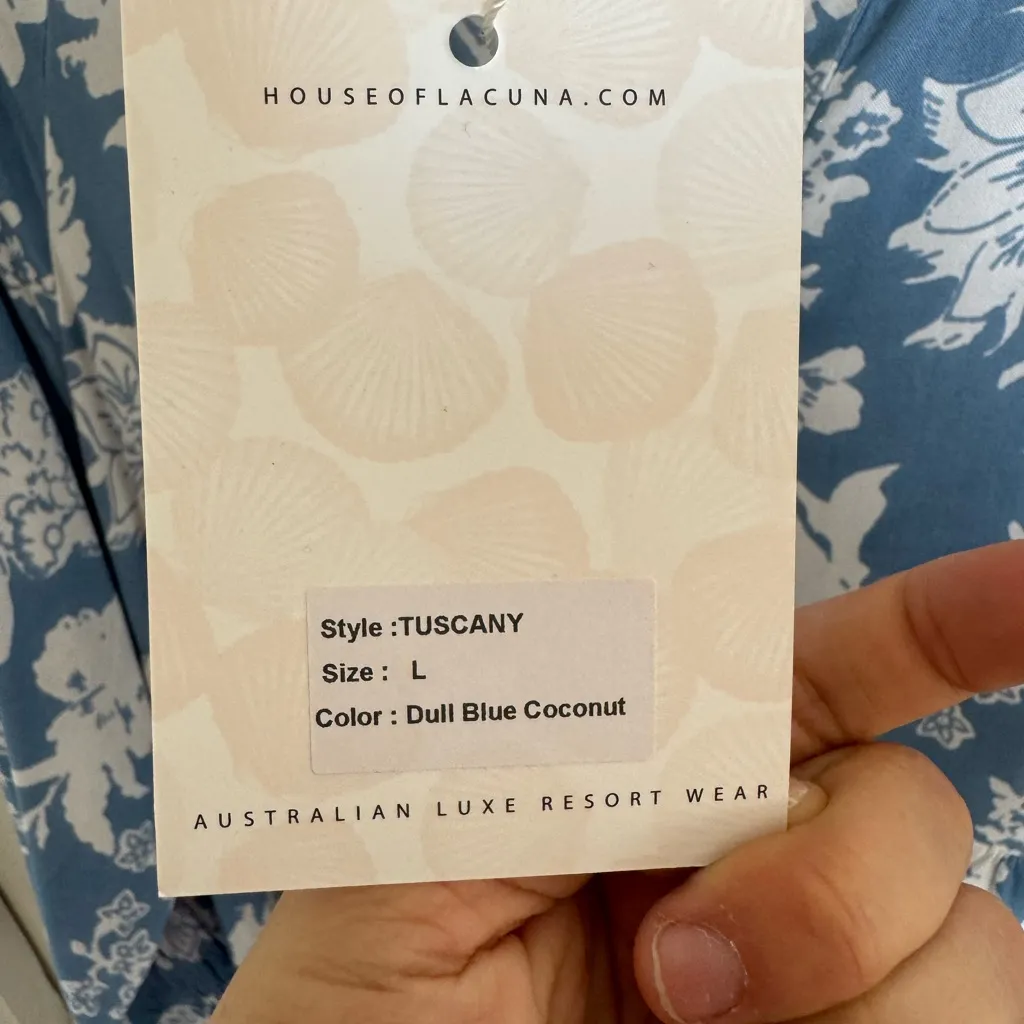 HOUSEOFLACUNA.COM
Style :TUSCANY
Size : L
Color : Dull Blue Coconut
AUSTRALIAN LUXE RESORT WEAR